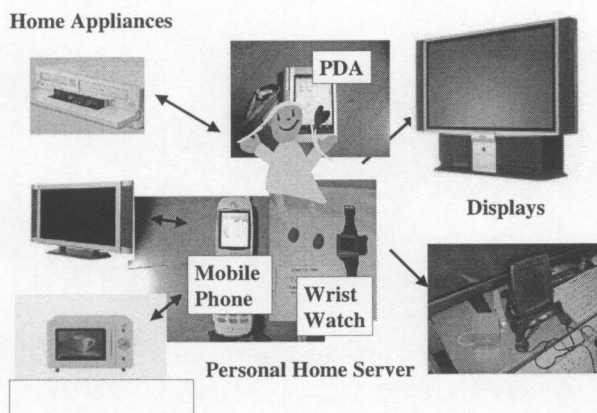 Home Appliances
PDA
Displays
Mobile
Phone
Wrist
Watch
Personal Home Server